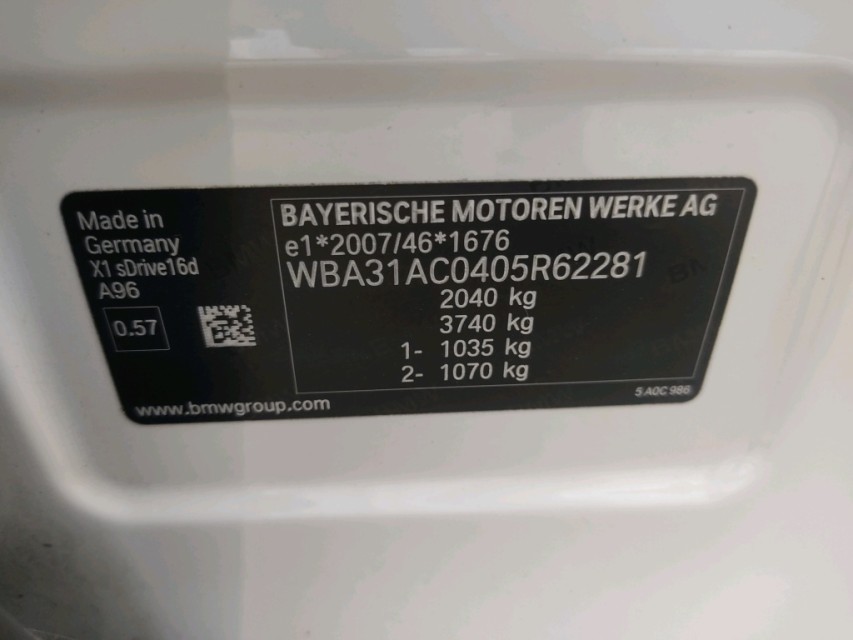 Made in
Germany
X1 sDrive16d
A96
0.57
www.bmwgroup.com
BAYERISCHE MOTOREN WERKE AG
e1*2007/46*1676
WBA31AC0405R62281
2040 kg
3740 kg
1- 1035 kg
2- 1070 kg
5 A0C 986